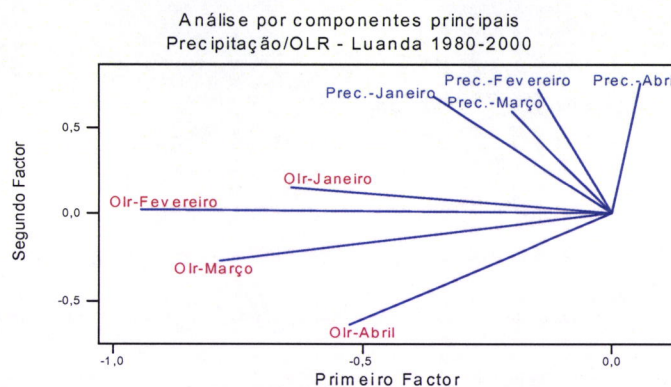 Análise por componentes principais
Precipitação/OLR - Luanda 1980-2000
Prec.-Fevereiro
Prec.-Abril
Prec.-Janeiro
Prec.-Março
0,5
Olr-Janeiro
Olr-Fevereiro
0,0
Segundo Factor
Olr-Março
-0,5
Olr-Abril
-1,0
-0,5
0,0
Primeiro Factor